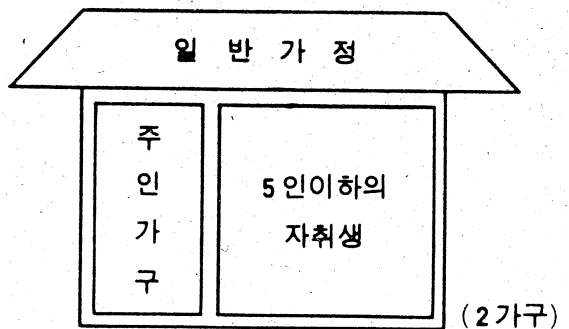 일 반 가 정
주
인
가
구
5인이하의
자취생
(2가구)